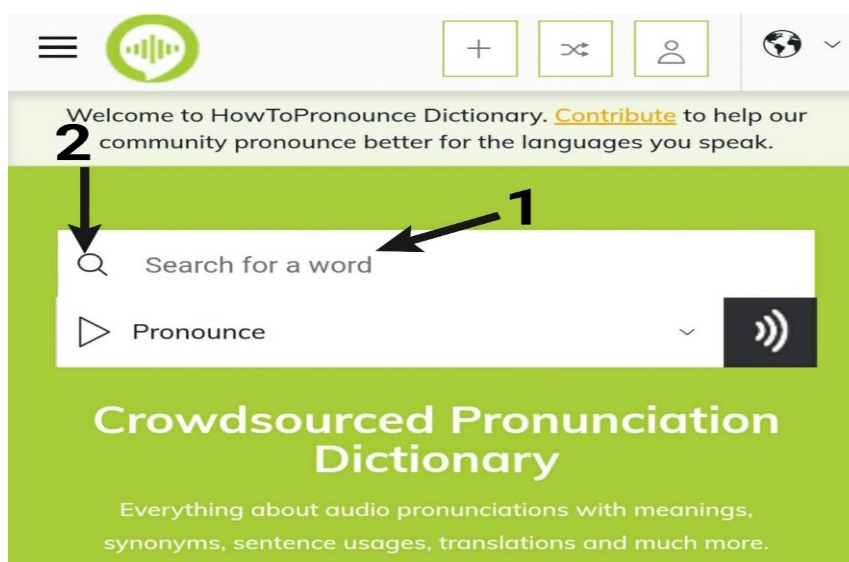 Welcome to HowToPronounce Dictionary. Contribute to help our
2
community pronounce better for the languages you speak.
1
Search for a word
Pronounce
Crowdsourced Pronunciation
Dictionary
Everything about audio pronunciations with meanings,
synonyms, sentence usages, translations and much more.